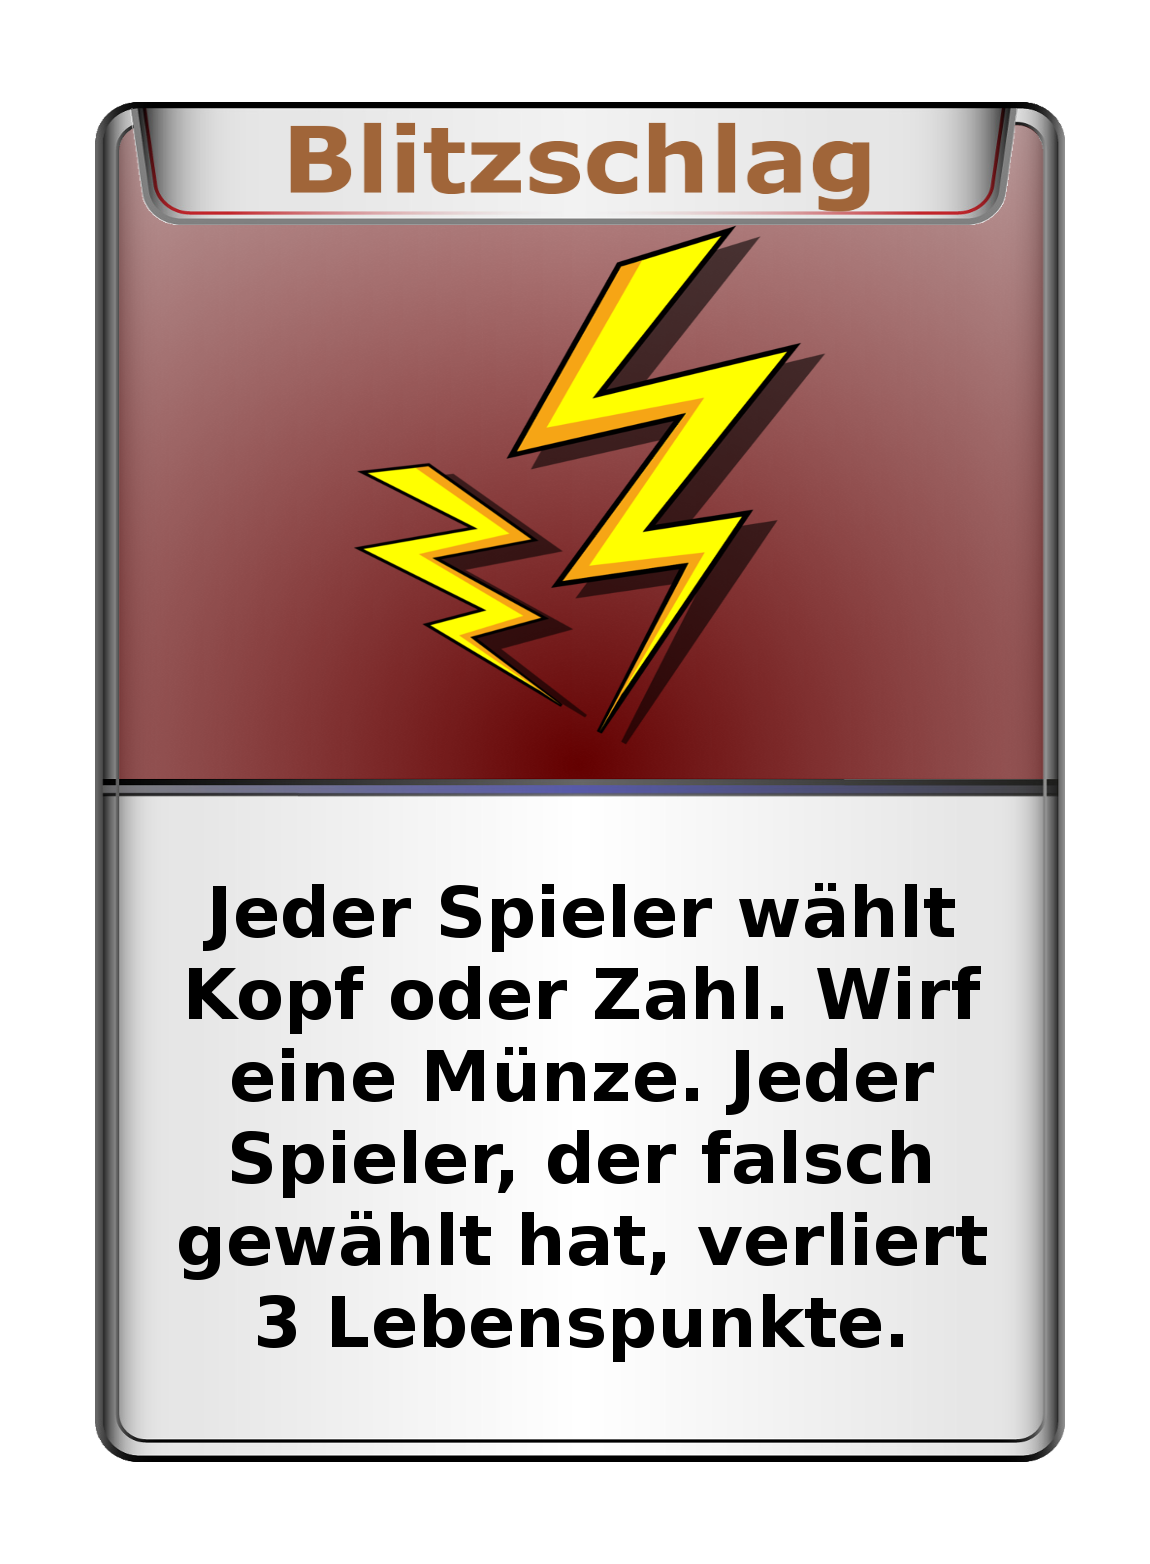 Blitzschlag
Jeder Spieler wählt
Kopf oder Zahl. Wirf
eine Münze. Jeder
Spieler, der falsch
gewählt hat, verliert
3 Lebenspunkte.